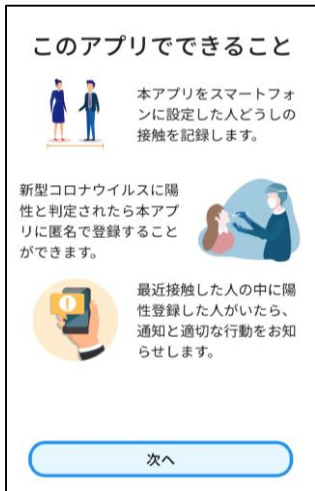 このアプリでできること
本アプリをスマートフォ
ンに設定した人どうしの
接触を記録します。
新型コロナウイルスに陽
性と判定されたら本アプ
リに匿名で登録すること
ができます。
最近接触した人の中に陽
性登録した人がいたら、
通知と適切な行動をお知
らせします。
次へ